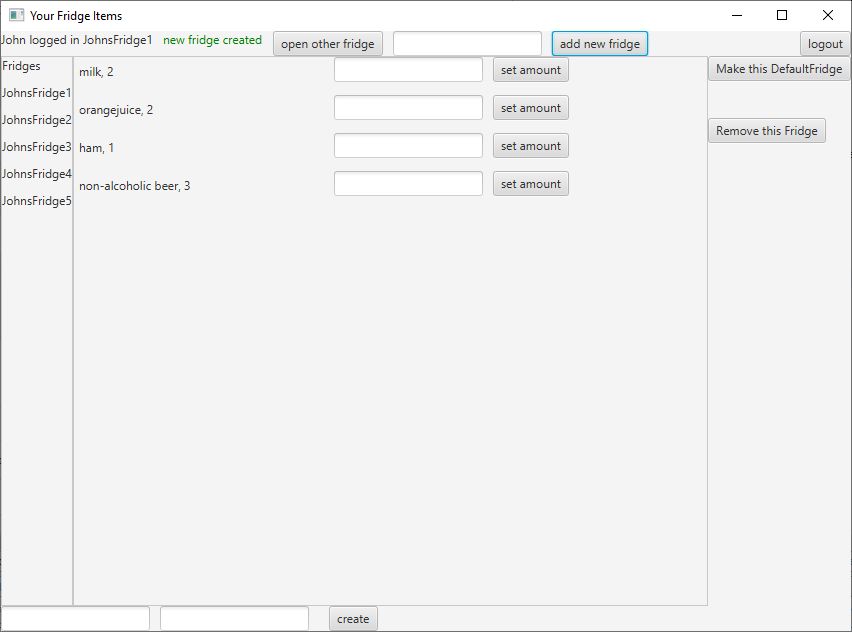 Your Fridge Items
John logged in JohnsFridge1 new fridge created open other fridge add new fridge logout
Fridges
JohnsFridge1
JohnsFridge2
JohnsFridge3
JohnsFridge4
JohnsFridge5
milk, 2 set amount
orangejuice, 2 set amount
ham, 1 set amount
non-alcoholic beer, 3 set amount
Make this DefaultFridge
Remove this Fridge
create